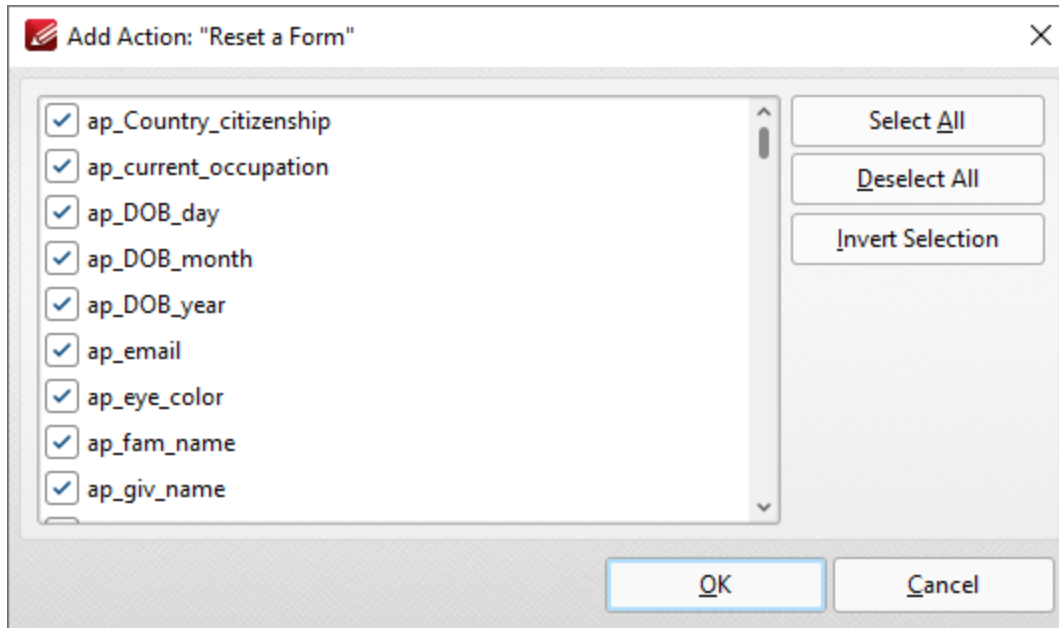 Add Action: "Reset a Form"
ap_Country_citizenship
ap_current_occupation
ap_DOB_day
ap_DOB_month
ap_DOB_year
ap_email
ap_eye_color
ap_fam_name
ap_giv_name
Select All
Deselect All
Invert Selection
OK
Cancel